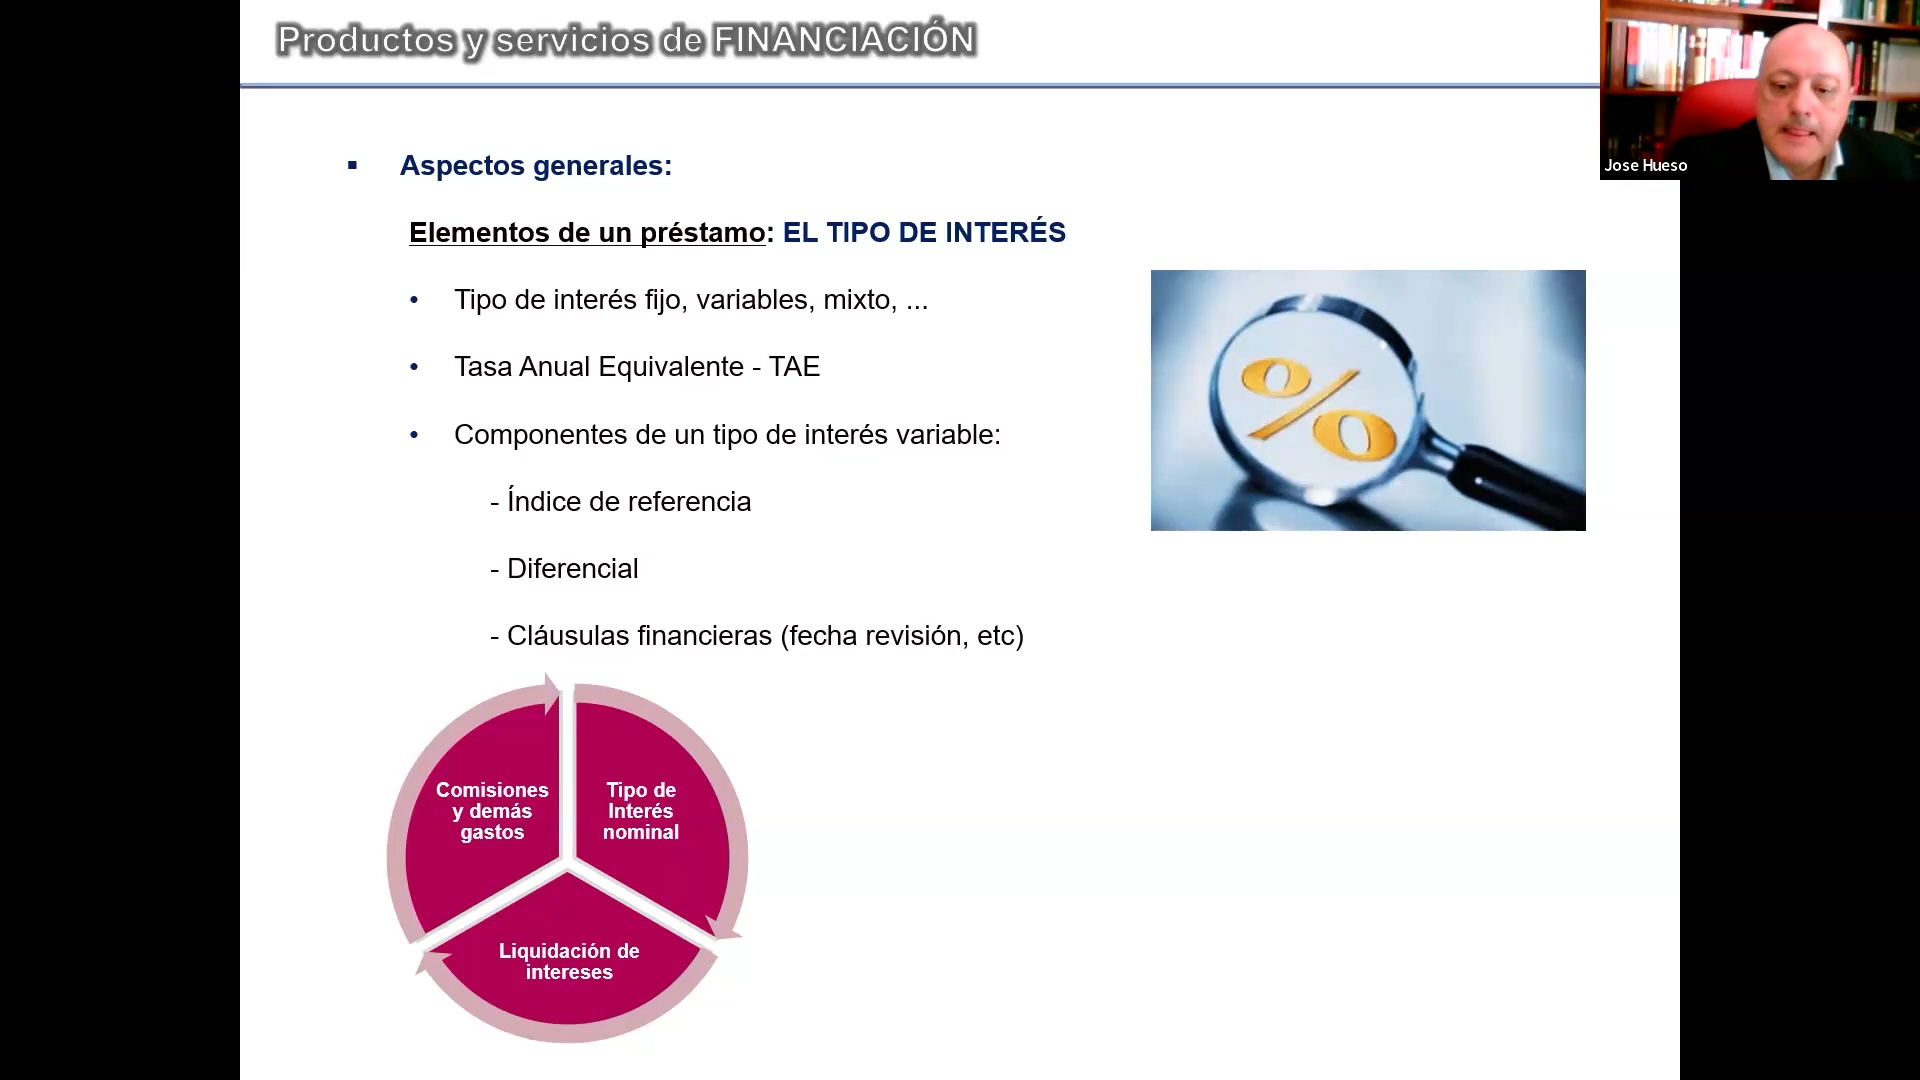 Productos y servicios de FINANCIACIÓN
Jose Hueso
▪ Aspectos generales:
Elementos de un préstamo: EL TIPO DE INTERÉS
• Tipo de interés fijo, variables, mixto, ...
• Tasa Anual Equivalente - TAE
• Componentes de un tipo de interés variable:
- Índice de referencia
- Diferencial
- Cláusulas financieras (fecha revisión, etc)
%
Comisiones
y demás
gastos
Tipo de
Interés
nominal
Liquidación de
intereses